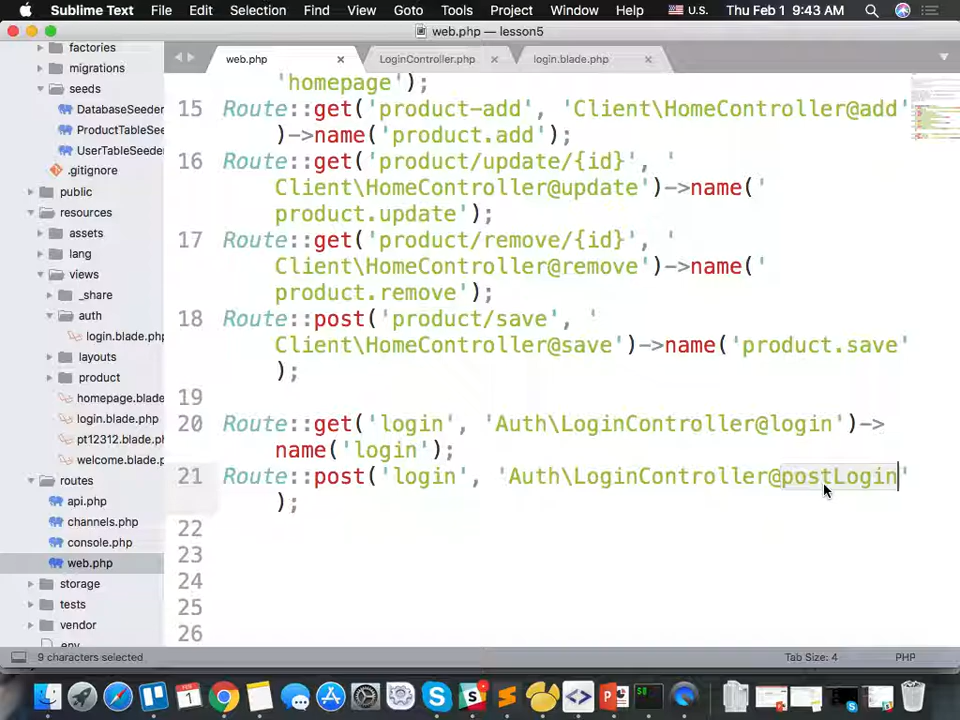 Sublime Text File Edit Selection Find Goto Tools Project Window Help U.S. Thu Feb 1 9:43 AM
web.php — lesson5
factories
migrations
seeds
DatabaseSeeder
ProductTableSee
UserTableSeeder
.gitignore
public
resources
assets
lang
views
_share
auth
login.blade.php
layouts
product
homepage.blade
login.blade.php
pt12312.blade.ph
welcome.blade.p
routes
api.php
channels.php
console.php
web.php
storage
tests
vendor
.env
web.php LoginController.php login.blade.php
'homepage');
15 Route::get('product-add', 'Client\HomeController@add'
)->name('product.add');
16 Route::get('product/update/{id}', '
Client\HomeController@update')->name('
product.update');
17 Route::get('product/remove/{id}', '
Client\HomeController@remove')->name('
product.remove');
18 Route::post('product/save', '
Client\HomeController@save')->name('product.save'
);
19
20 Route::get('login', 'Auth\LoginController@login')->
name('login');
21 Route::post('login', 'Auth\LoginController@postLogin'
);
22
23
24
25
26
9 characters selected Tab Size: 4 PHP